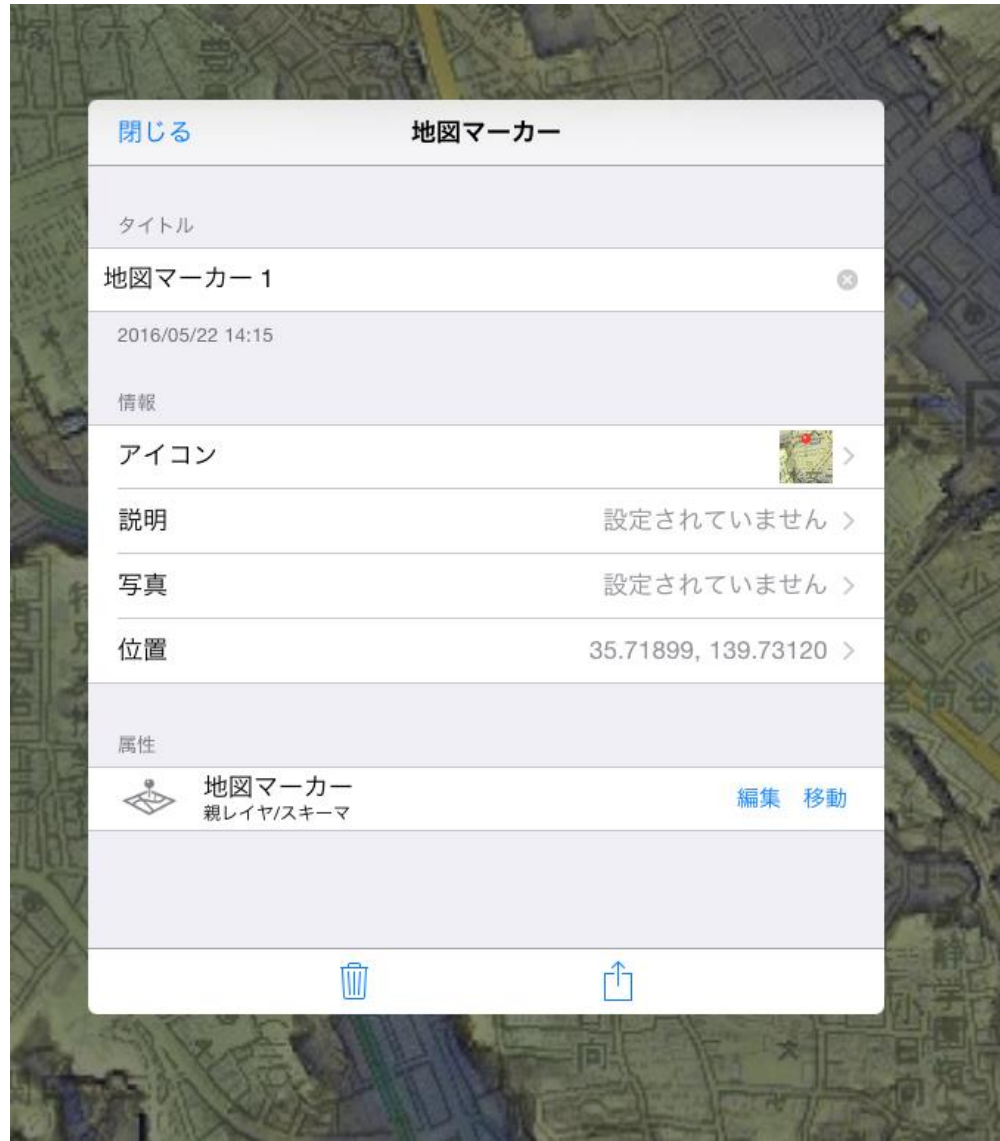 閉じる
地図マーカー
タイトル
地図マーカー 1
2016/05/22 14:15
情報
アイコン
説明
設定されていません
写真
設定されていません
位置
35.71899, 139.73120
属性
地図マーカー
親レイヤ/スキーマ
編集 移動